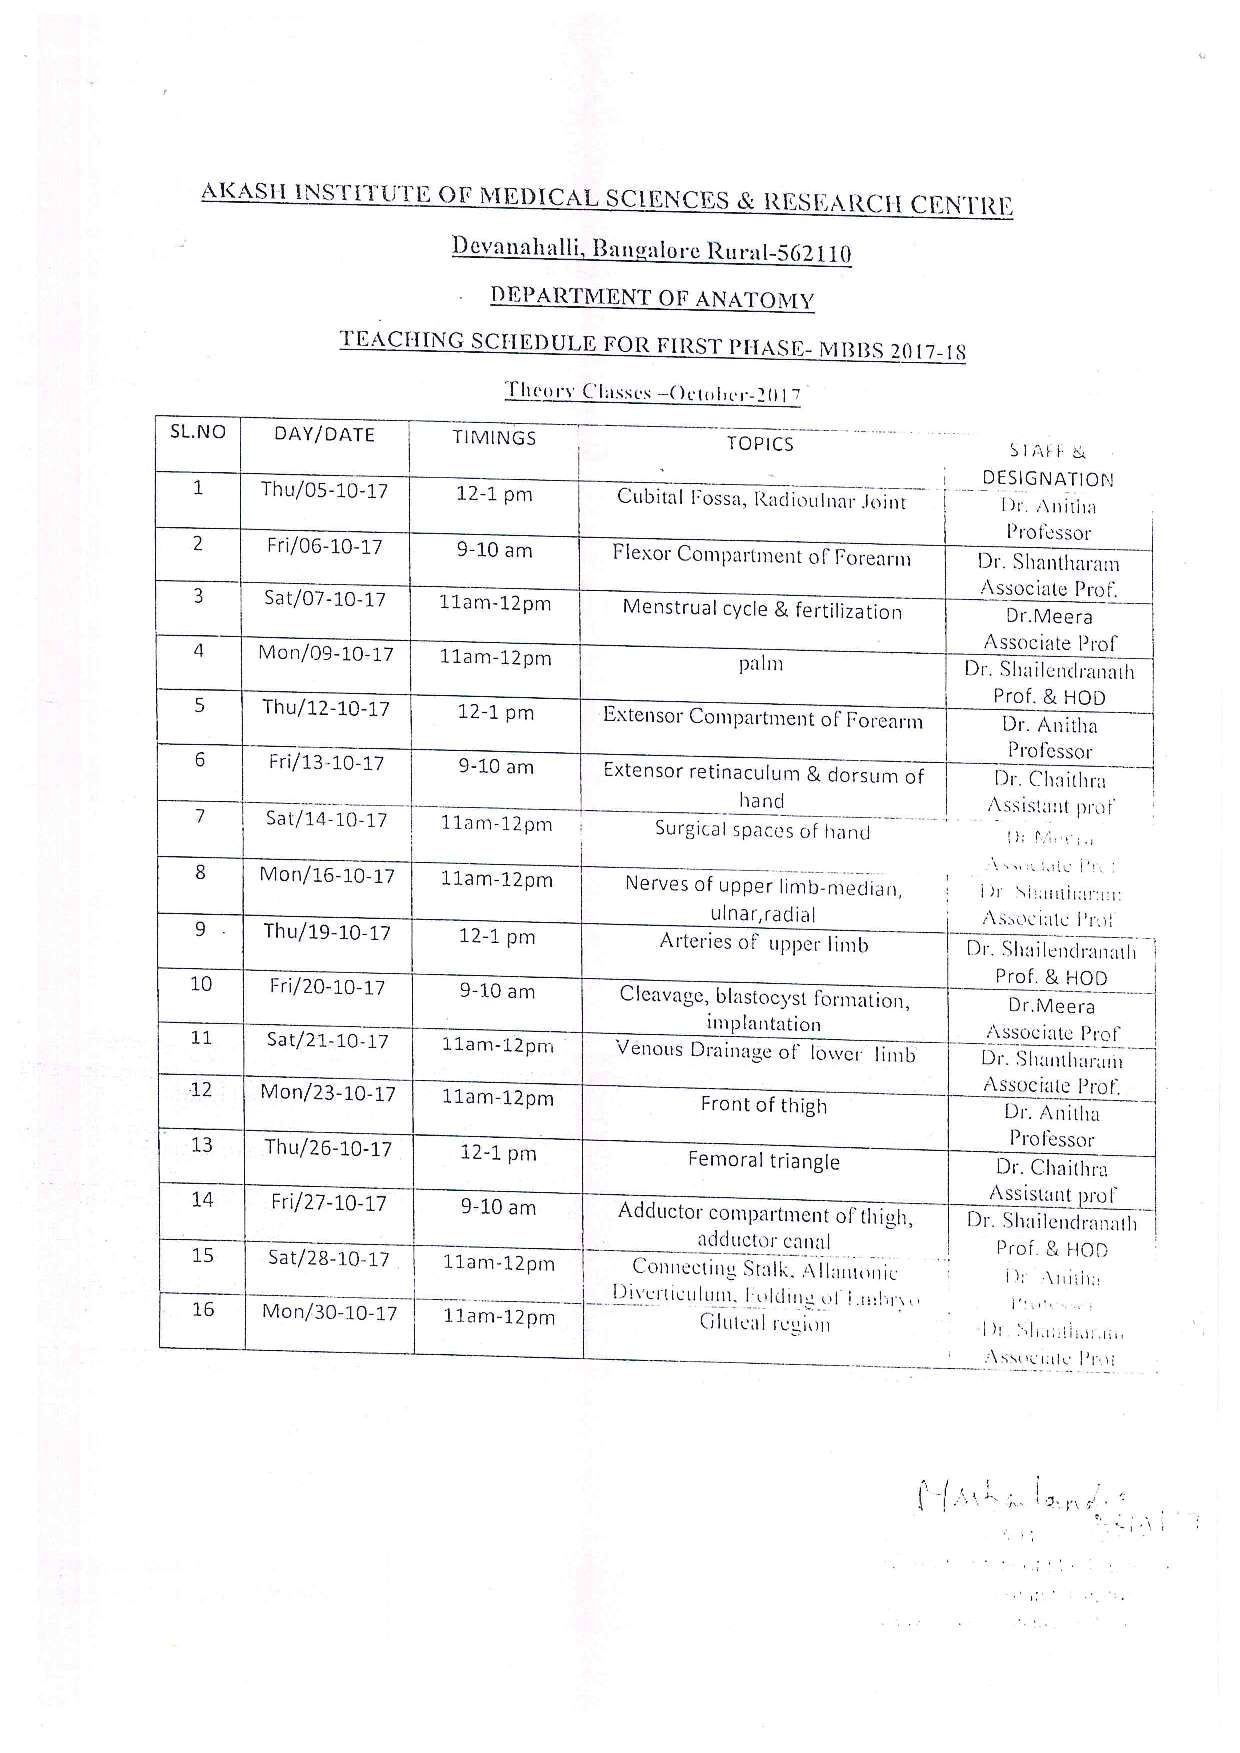 AKASH INSTITUTE OF MEDICAL SCIENCES & RESEARCH CENTRE
Devanahalli, Bangalore Rural-562110
DEPARTMENT OF ANATOMY
TEACHING SCHEDULE FOR FIRST PHASE- MBBS 2017-18
Theory Classes –October-2017
SL.NO DAY/DATE TIMINGS TOPICS STAFF &
DESIGNATION
1 Thu/05-10-17 12-1 pm Cubital Fossa, Radioulnar Joint Dr. Anitha
Professor
2 Fri/06-10-17 9-10 am Flexor Compartment of Forearm Dr. Shantharam
Associate Prof.
3 Sat/07-10-17 11am-12pm Menstrual cycle & fertilization Dr.Meera
Associate Prof
4 Mon/09-10-17 11am-12pm palm Dr. Shailendranath
Prof. & HOD
5 Thu/12-10-17 12-1 pm Extensor Compartment of Forearm Dr. Anitha
Professor
6 Fri/13-10-17 9-10 am Extensor retinaculum & dorsum of Dr. Chaithra
hand Assistant prof
7 Sat/14-10-17 11am-12pm Surgical spaces of hand Dr Meera
Associate Prof
8 Mon/16-10-17 11am-12pm Nerves of upper limb-median, Dr Shantharam
ulnar,radial Associate Prof
9 Thu/19-10-17 12-1 pm Arteries of upper limb Dr. Shailendranath
Prof. & HOD
10 Fri/20-10-17 9-10 am Cleavage, blastocyst formation, Dr.Meera
implantation Associate Prof
11 Sat/21-10-17 11am-12pm Venous Drainage of lower limb Dr. Shantharam
Associate Prof.
12 Mon/23-10-17 11am-12pm Front of thigh Dr. Anitha
Professor
13 Thu/26-10-17 12-1 pm Femoral triangle Dr. Chaithra
Assistant prof
14 Fri/27-10-17 9-10 am Adductor compartment of thigh, Dr. Shailendranath
adductor canal Prof. & HOD
15 Sat/28-10-17 11am-12pm Connecting Stalk, Allantonic Dr Anitha
Diverticulum, Folding of Embryo Professor
16 Mon/30-10-17 11am-12pm Gluteal region Dr. Shantharam
Associate Prof